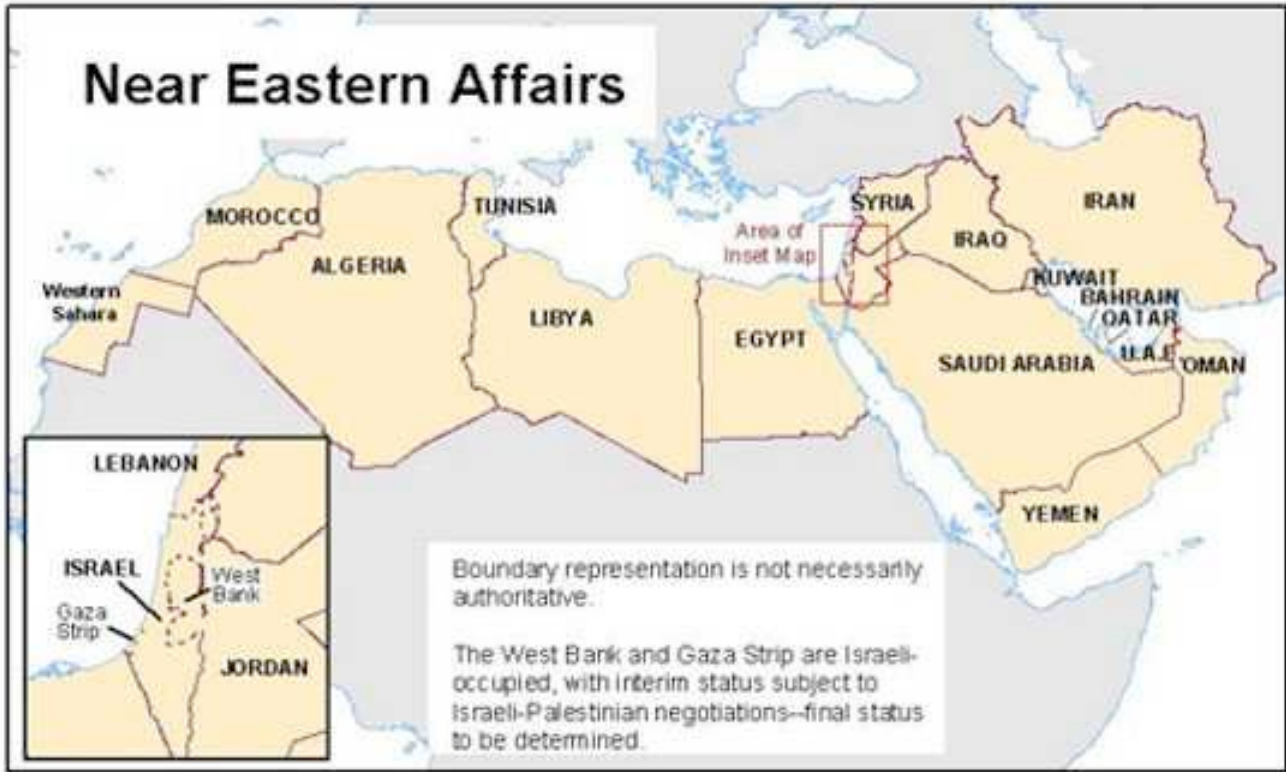 Near Eastern Affairs
MOROCCO
ALGERIA
TUNISIA
LIBYA
EGYPT
Western
Sahara
Area of
Inset Map
SYRIA
IRAQ
IRAN
KUWAIT
BAHRAIN
QATAR
U.A.E
OMAN
SAUDI ARABIA
YEMEN
LEBANON
ISRAEL
West
Bank
Gaza
Strip
JORDAN
Boundary representation is not necessarily
authoritative.
The West Bank and Gaza Strip are Israeli-
occupied, with interim status subject to
Israeli-Palestinian negotiations--final status
to be determined.